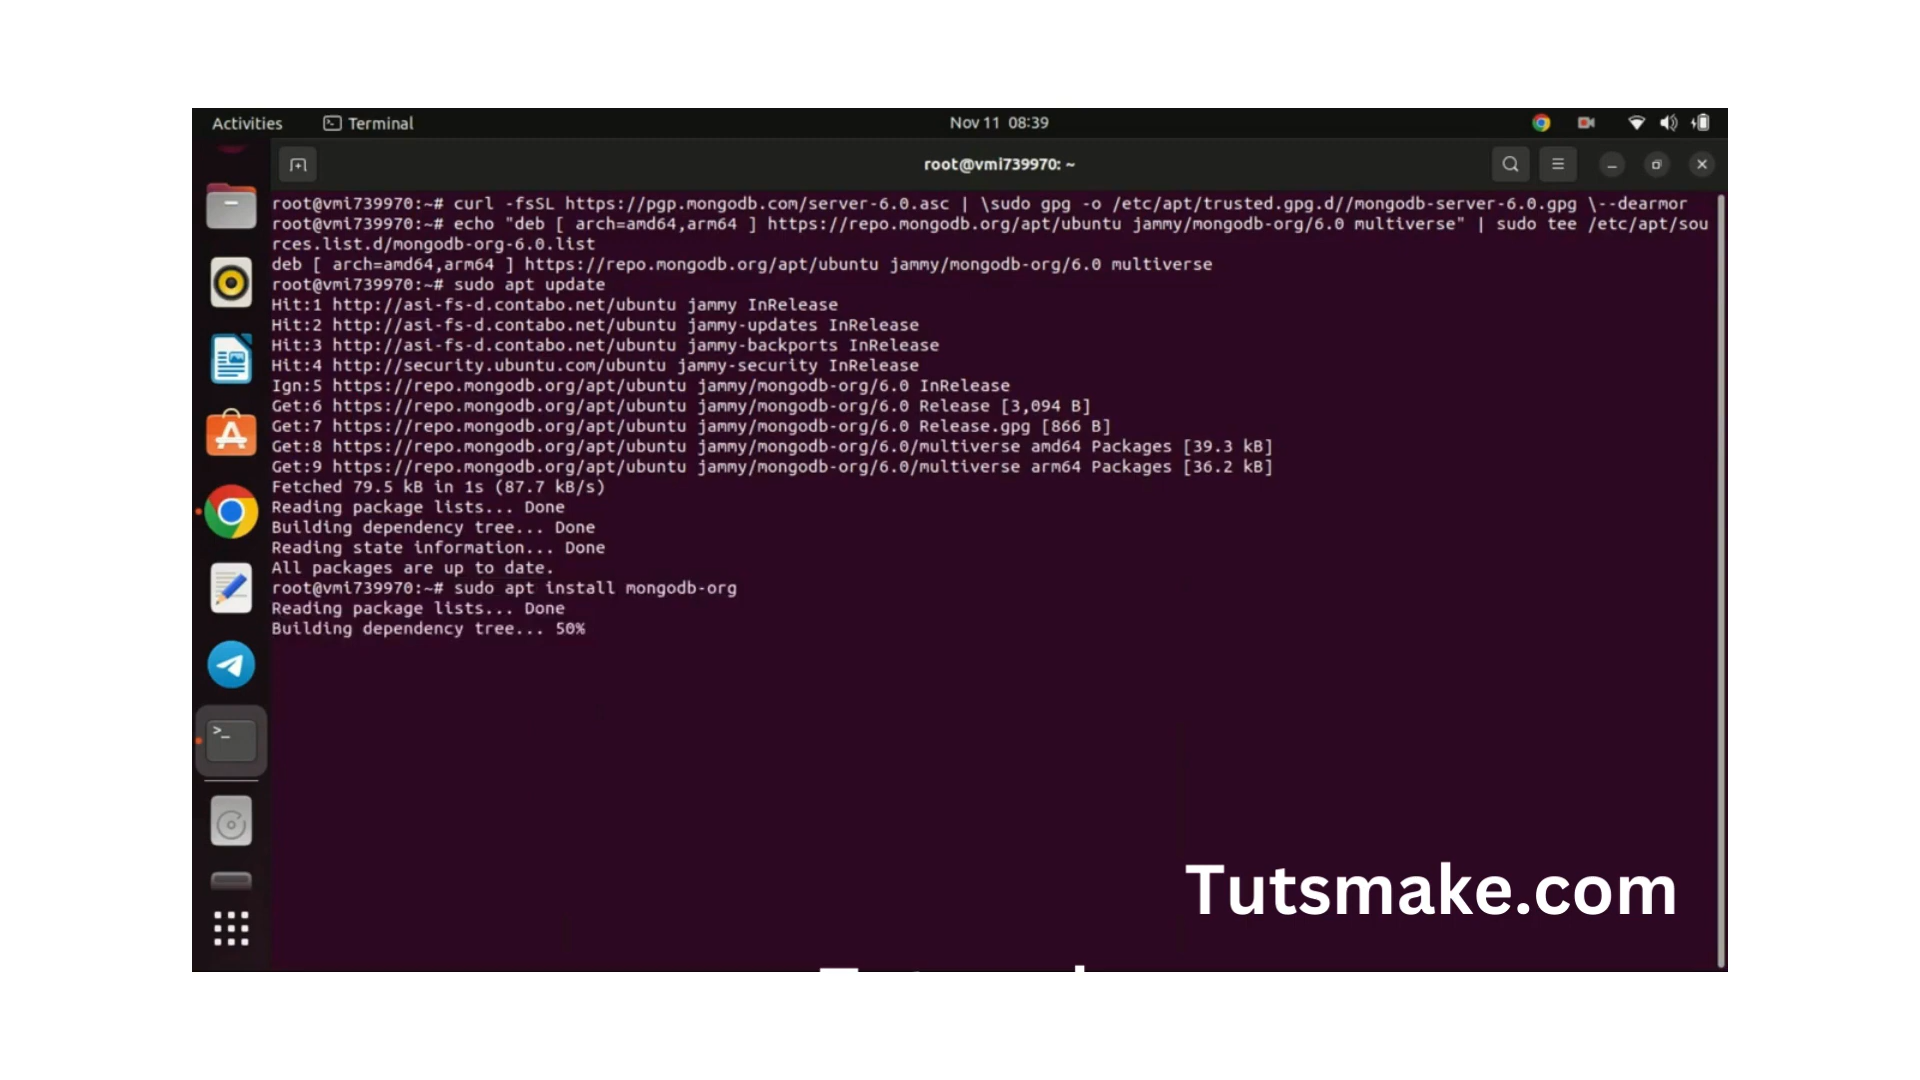 Activities Terminal Nov 11 08:39
root@vmi739970: ~
root@vmi739970:~# curl -fsSL https://pgp.mongodb.com/server-6.0.asc | \sudo gpg -o /etc/apt/trusted.gpg.d//mongodb-server-6.0.gpg \--dearmor
root@vmi739970:~# echo "deb [ arch=amd64,arm64 ] https://repo.mongodb.org/apt/ubuntu jammy/mongodb-org/6.0 multiverse" | sudo tee /etc/apt/sou
rces.list.d/mongodb-org-6.0.list
deb [ arch=amd64,arm64 ] https://repo.mongodb.org/apt/ubuntu jammy/mongodb-org/6.0 multiverse
root@vmi739970:~# sudo apt update
Hit:1 http://asi-fs-d.contabo.net/ubuntu jammy InRelease
Hit:2 http://asi-fs-d.contabo.net/ubuntu jammy-updates InRelease
Hit:3 http://asi-fs-d.contabo.net/ubuntu jammy-backports InRelease
Hit:4 http://security.ubuntu.com/ubuntu jammy-security InRelease
Ign:5 https://repo.mongodb.org/apt/ubuntu jammy/mongodb-org/6.0 InRelease
Get:6 https://repo.mongodb.org/apt/ubuntu jammy/mongodb-org/6.0 Release [3,094 B]
Get:7 https://repo.mongodb.org/apt/ubuntu jammy/mongodb-org/6.0 Release.gpg [866 B]
Get:8 https://repo.mongodb.org/apt/ubuntu jammy/mongodb-org/6.0/multiverse amd64 Packages [39.3 kB]
Get:9 https://repo.mongodb.org/apt/ubuntu jammy/mongodb-org/6.0/multiverse arm64 Packages [36.2 kB]
Fetched 79.5 kB in 1s (87.7 kB/s)
Reading package lists... Done
Building dependency tree... Done
Reading state information... Done
All packages are up to date.
root@vmi739970:~# sudo apt install mongodb-org
Reading package lists... Done
Building dependency tree... 50%
Tutsmake.com